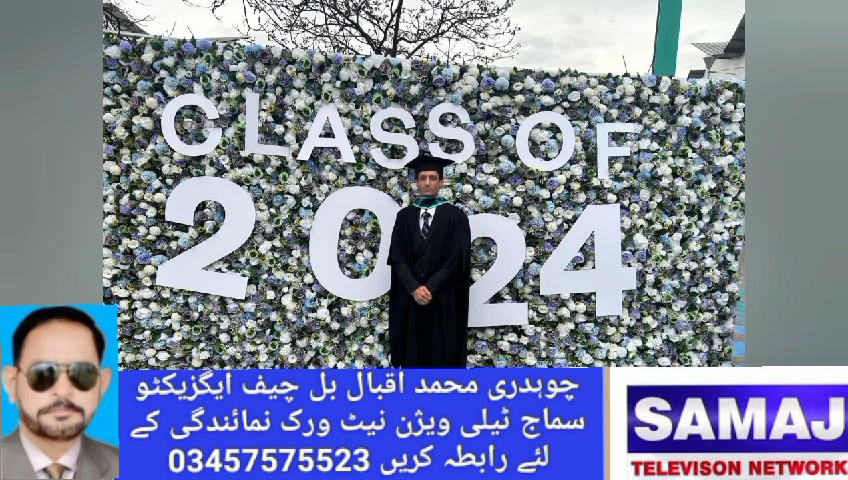 CLASS OF
2024
چوہدری محمد اقبال بل چیف ایگزیکٹو
سماج ٹیلی ویژن نیٹ ورک نمائندگی کے
لئے رابطہ کریں 03457575523
SAMAJ
TELEVISON NETWORK